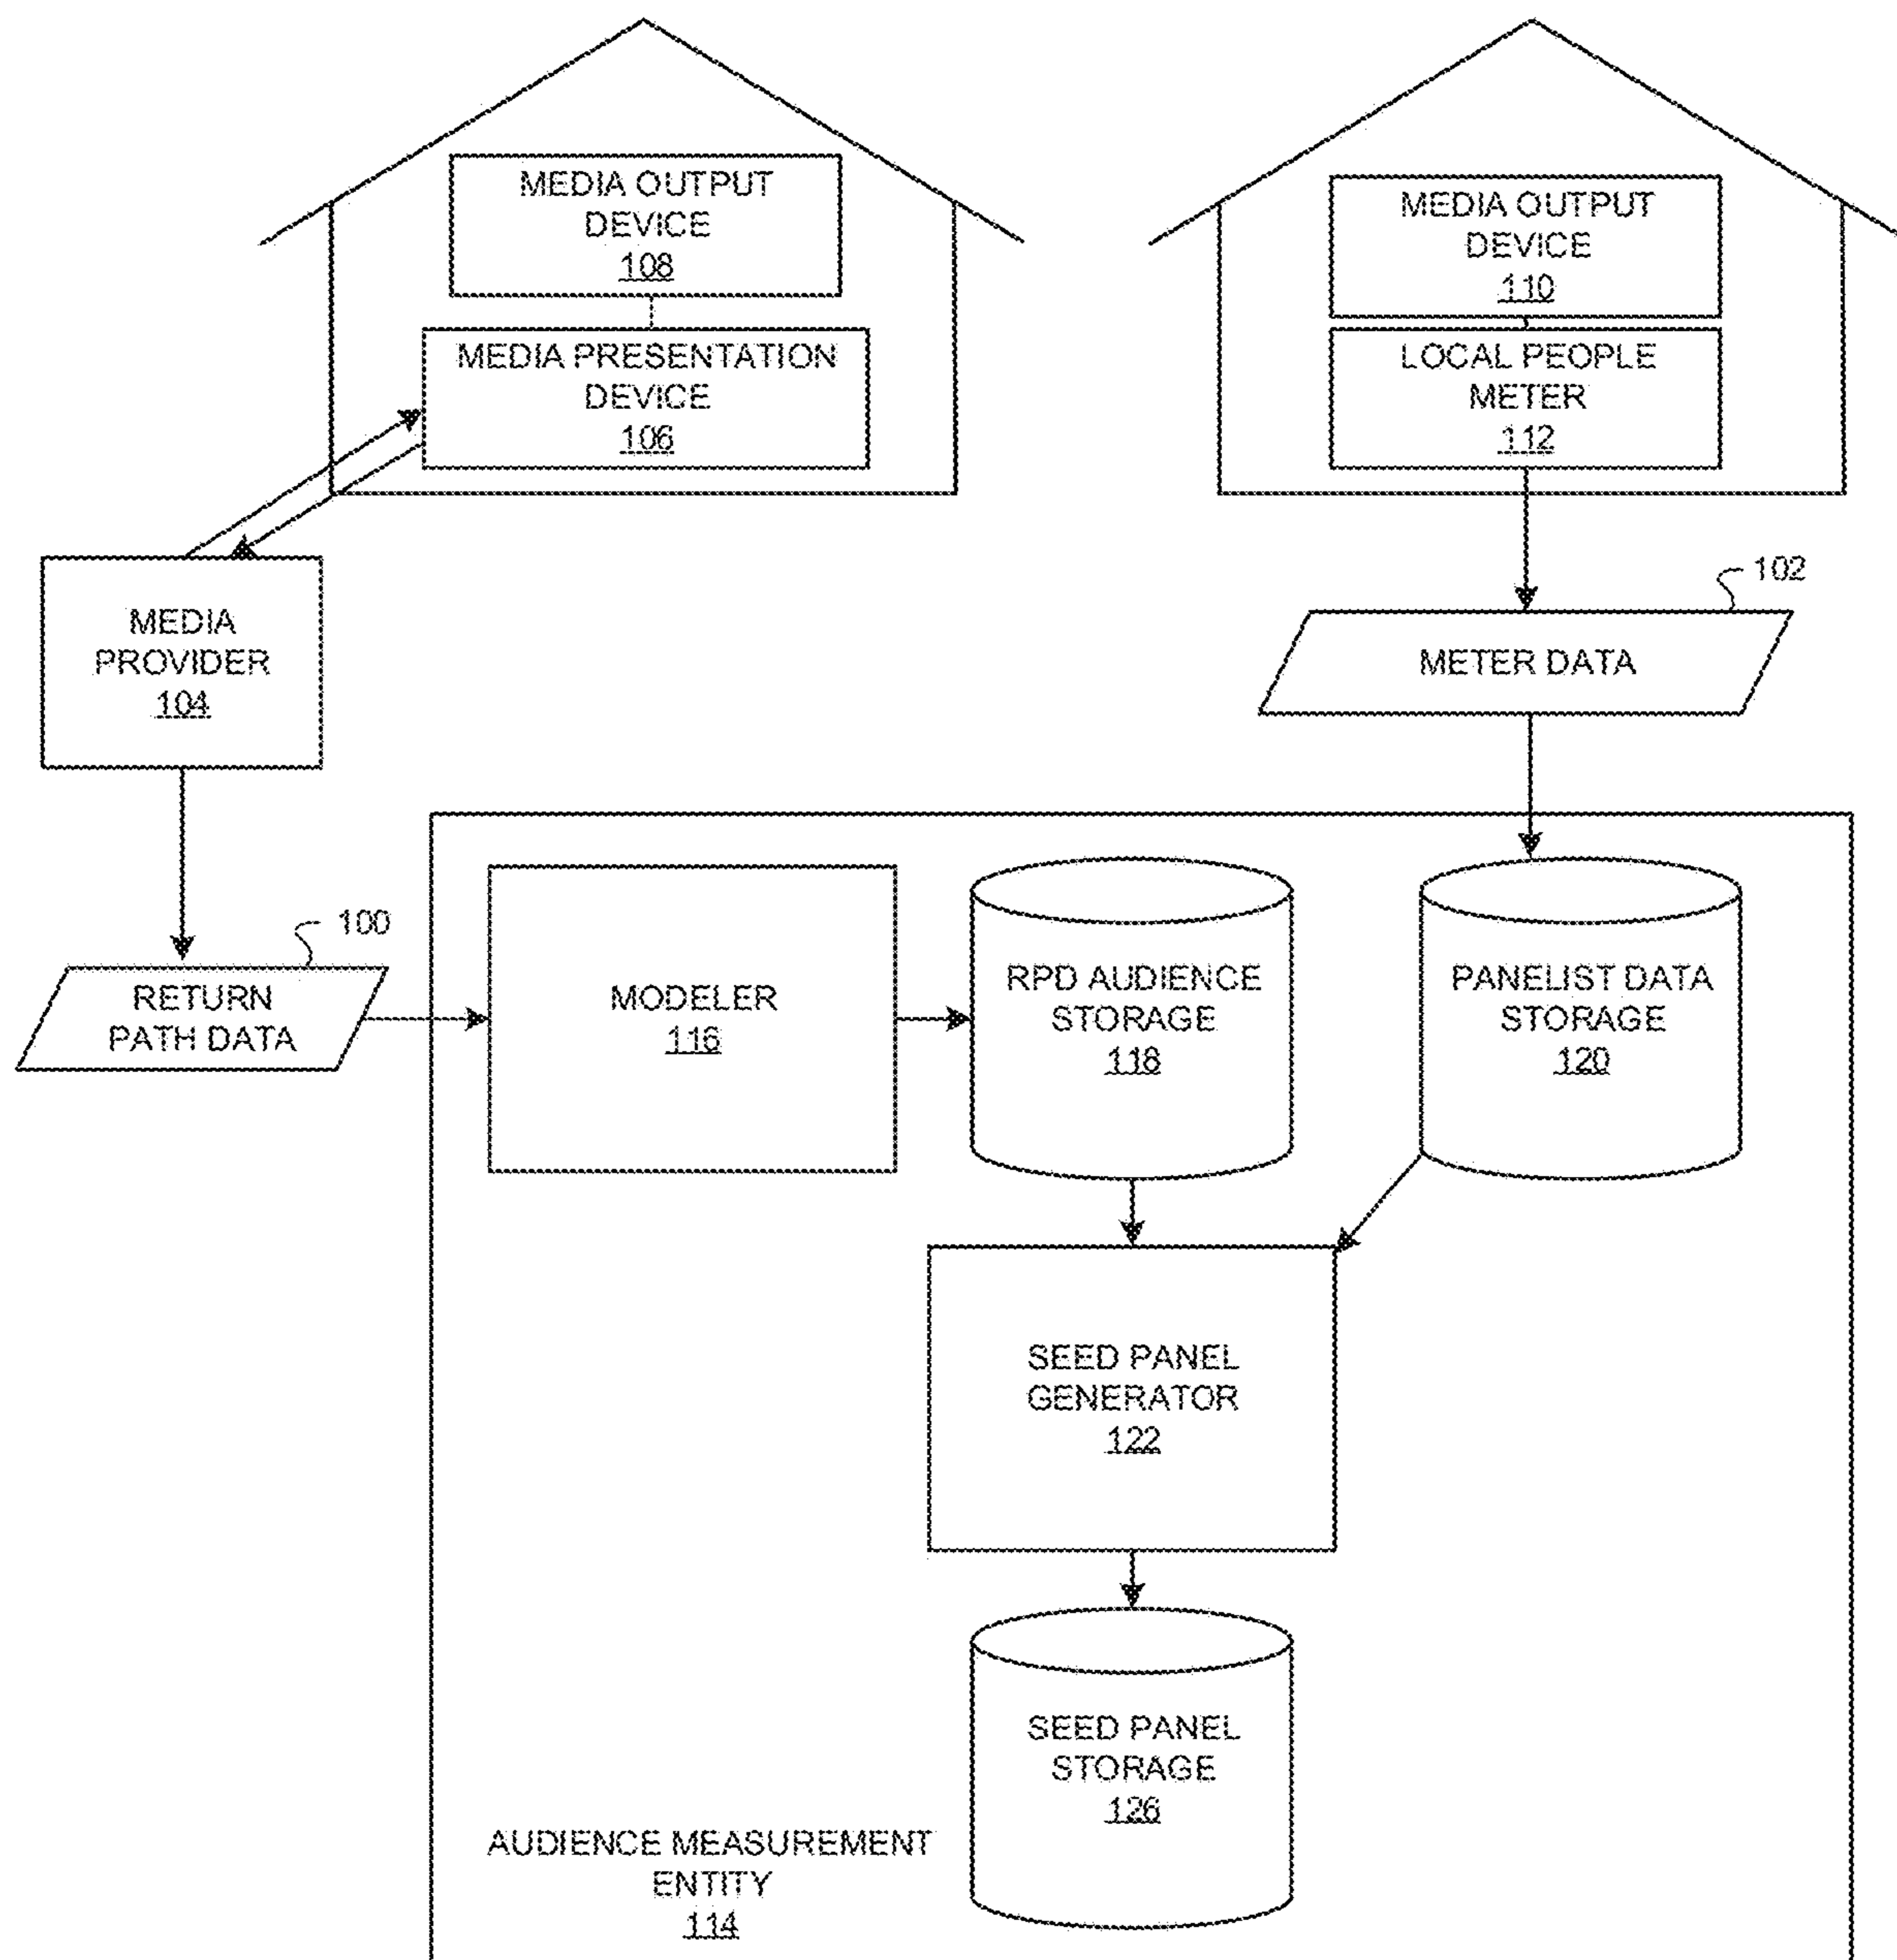 MEDIA OUTPUT
DEVICE
108
MEDIA PRESENTATION
DEVICE
106
MEDIA OUTPUT
DEVICE
110
LOCAL PEOPLE
METER
112
MEDIA
PROVIDER
104
102
METER DATA
100
RETURN
PATH DATA
MODELER
116
RPD AUDIENCE
STORAGE
118
PANELIST DATA
STORAGE
120
SEED PANEL
GENERATOR
122
SEED PANEL
STORAGE
126
AUDIENCE MEASUREMENT
ENTITY
114